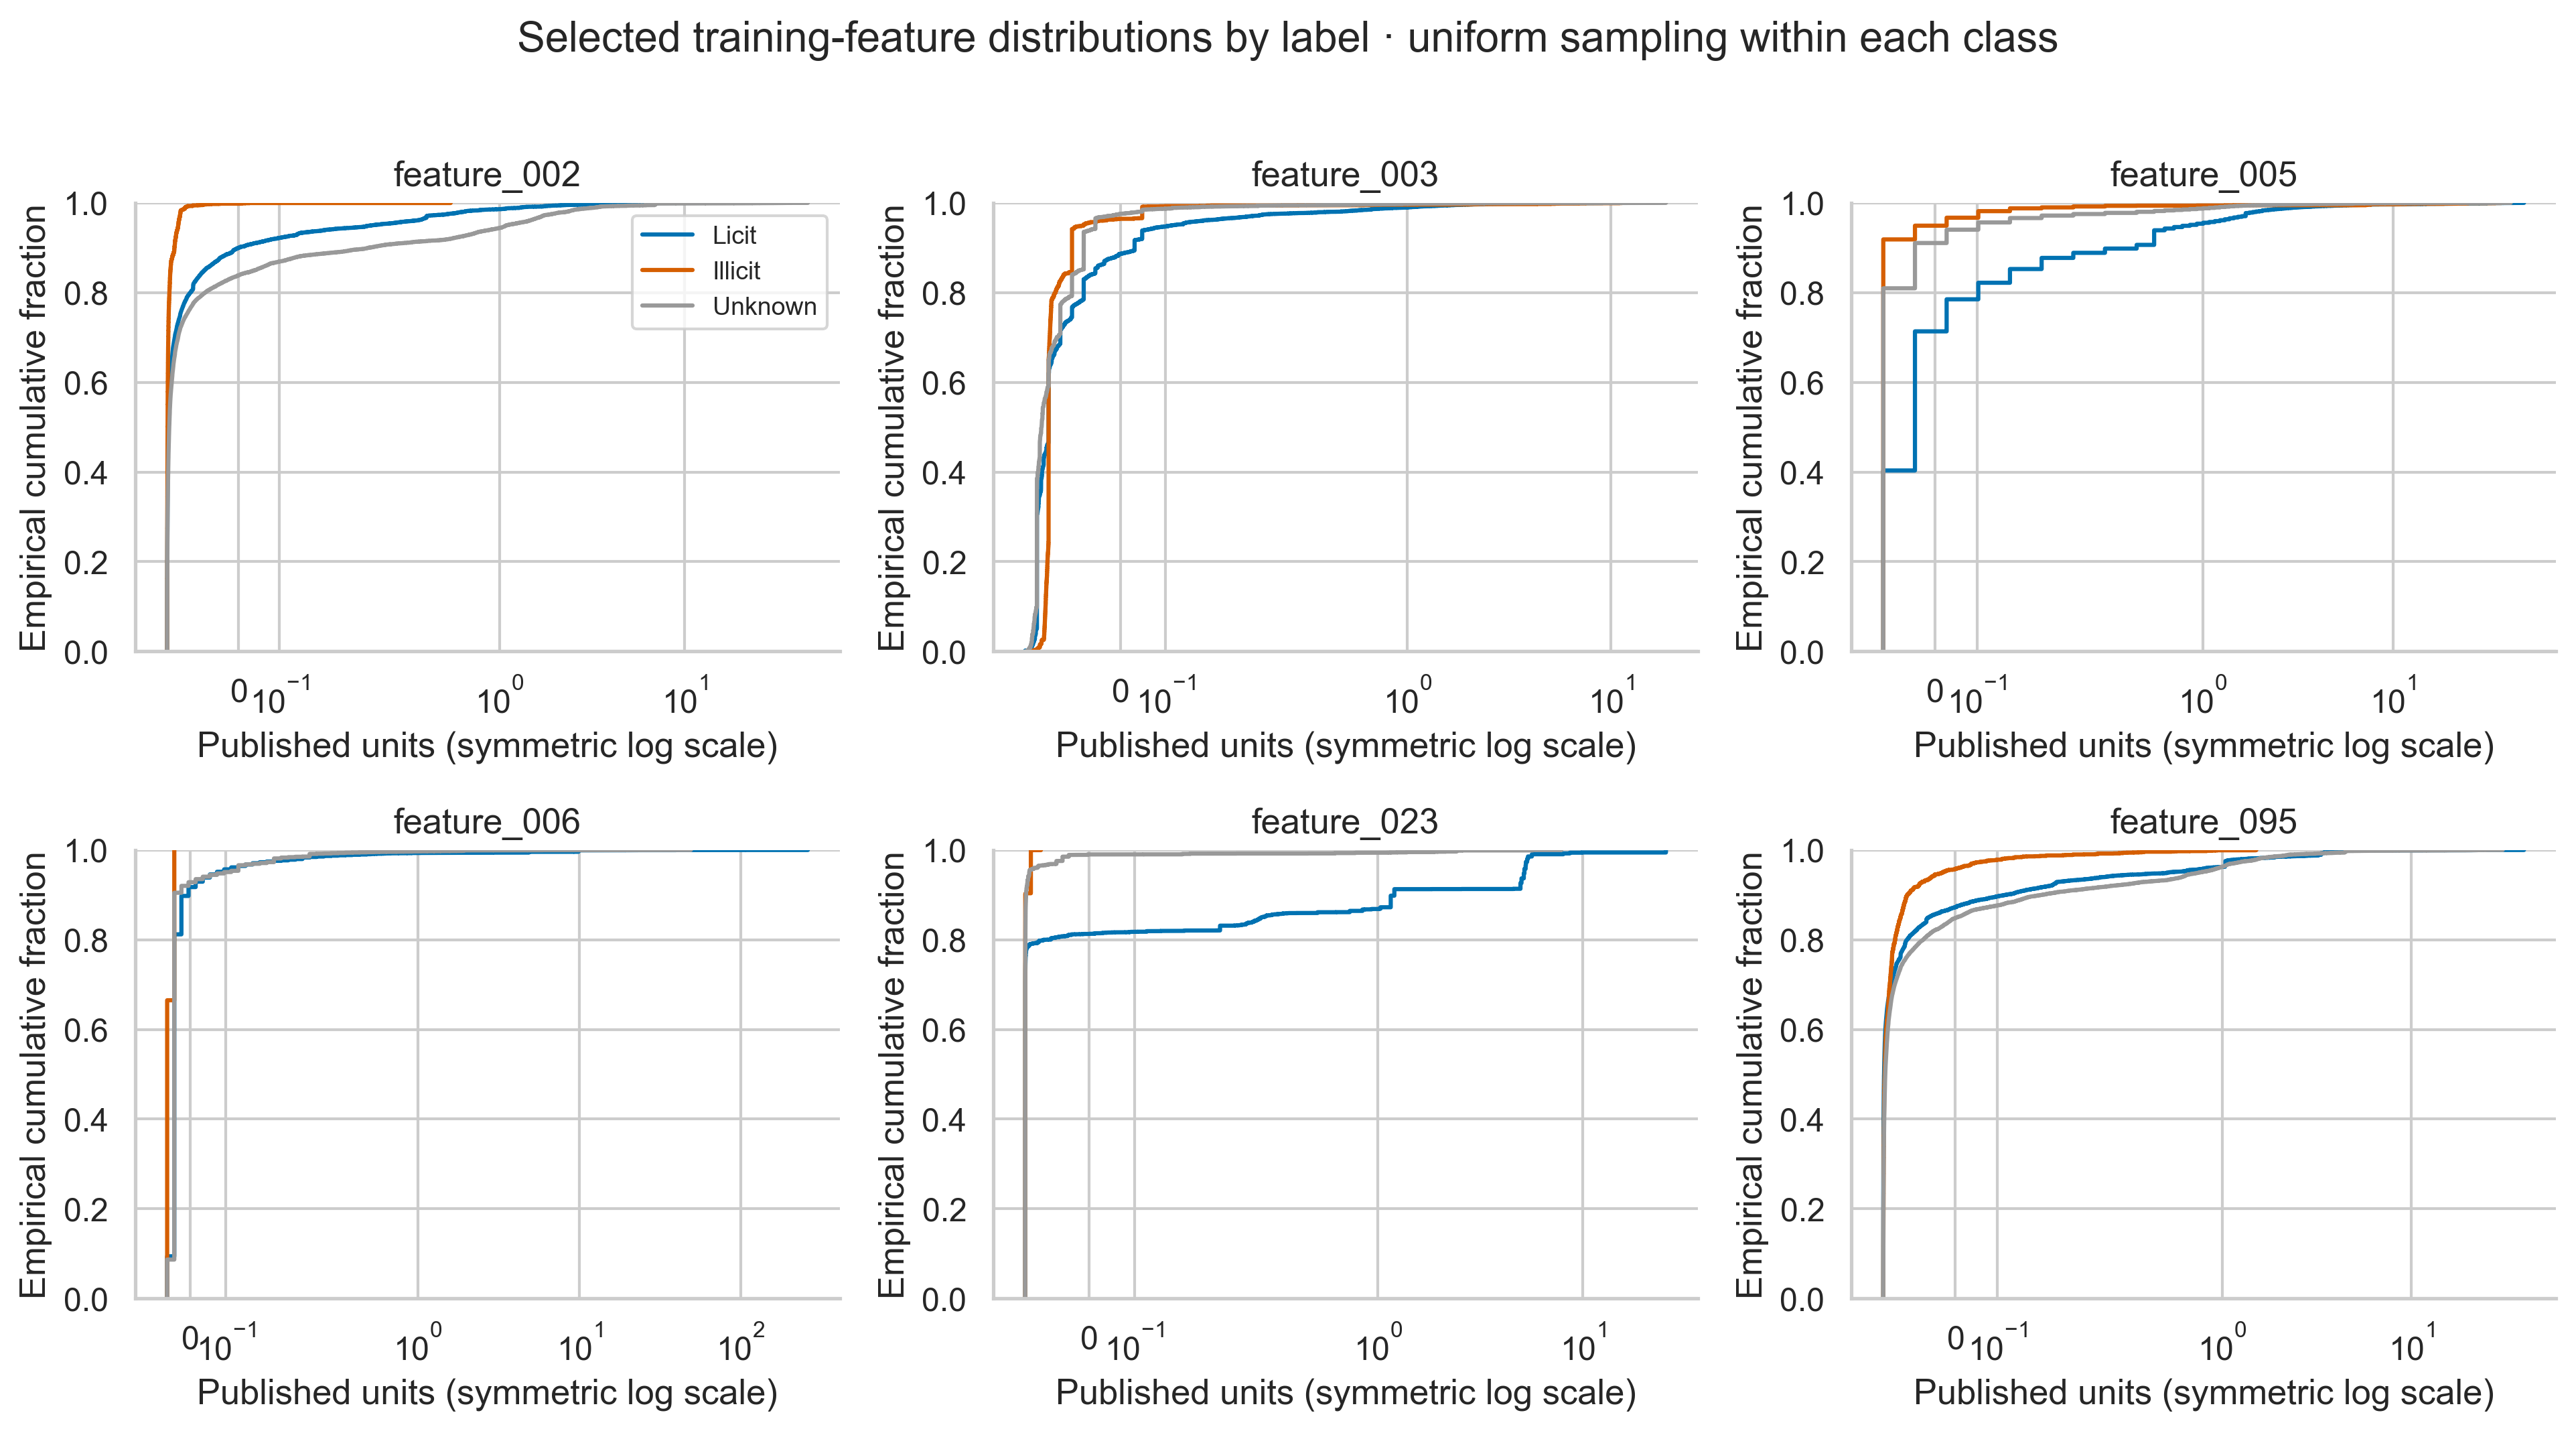 Selected training-feature distributions by label · uniform sampling within each class
feature_002
Empirical cumulative fraction
1.0
0.8
0.6
0.4
0.2
0.0
Licit
Illicit
Unknown
0
10⁻¹
10⁰
10¹
Published units (symmetric log scale)
feature_003
Empirical cumulative fraction
1.0
0.8
0.6
0.4
0.2
0.0
0
10⁻¹
10⁰
10¹
Published units (symmetric log scale)
feature_005
Empirical cumulative fraction
1.0
0.8
0.6
0.4
0.2
0.0
0
10⁻¹
10⁰
10¹
Published units (symmetric log scale)
feature_006
Empirical cumulative fraction
1.0
0.8
0.6
0.4
0.2
0.0
0
10⁻¹
10⁰
10¹
10²
Published units (symmetric log scale)
feature_023
Empirical cumulative fraction
1.0
0.8
0.6
0.4
0.2
0.0
0
10⁻¹
10⁰
10¹
Published units (symmetric log scale)
feature_095
Empirical cumulative fraction
1.0
0.8
0.6
0.4
0.2
0.0
0
10⁻¹
10⁰
10¹
Published units (symmetric log scale)